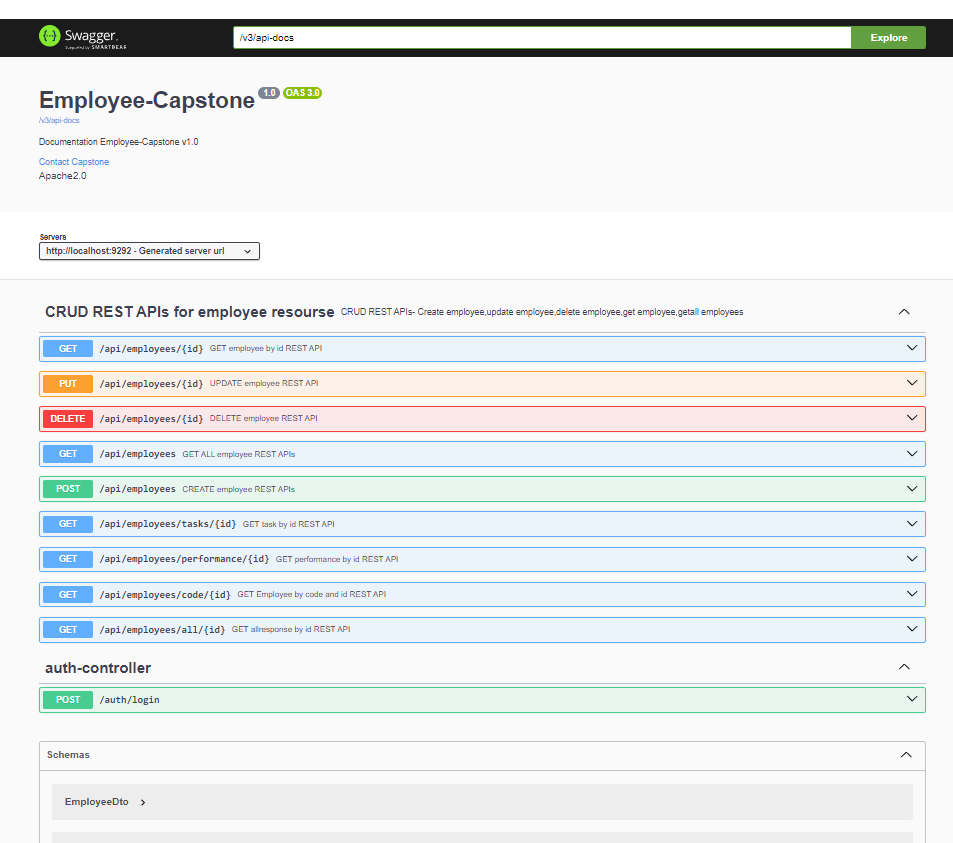 Swagger.
Supported by SMARTBEAR
/v3/api-docs
Explore
Employee-Capstone 1.0 OAS 3.0
/v3/api-docs
Documentation Employee-Capstone v1.0
Contact Capstone
Apache2.0
Servers
http://localhost:9292 - Generated server url
CRUD REST APIs for employee resourse CRUD REST APIs- Create employee,update employee,delete employee,get employee,getall employees
GET /api/employees/{id} GET employee by id REST API
PUT /api/employees/{id} UPDATE employee REST API
DELETE /api/employees/{id} DELETE employee REST API
GET /api/employees GET ALL employee REST APIs
POST /api/employees CREATE employee REST APIs
GET /api/employees/tasks/{id} GET task by id REST API
GET /api/employees/performance/{id} GET performance by id REST API
GET /api/employees/code/{id} GET Employee by code and id REST API
GET /api/employees/all/{id} GET allresponse by id REST API
auth-controller
POST /auth/login
Schemas
EmployeeDto